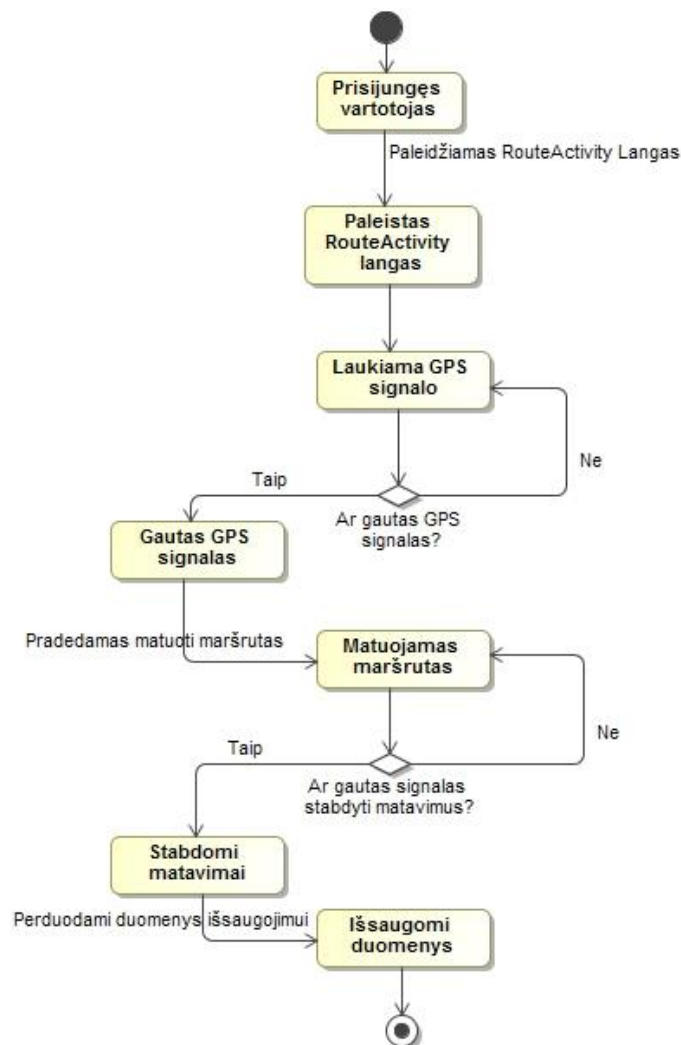 Prisijungęs
vartotojas
Paleidžiamas RouteActivity Langas
Paleistas
RouteActivity
langas
Laukiama GPS
signalo
Ne
Taip
Ar gautas GPS
signalas?
Gautas GPS
signalas
Pradedamas matuoti maršrutas
Matuojamas
maršrutas
Ne
Taip
Ar gautas signalas
stabdyti matavimus?
Stabdomi
matavimai
Perduodami duomenys išsaugojimui
Išsaugomi
duomenys